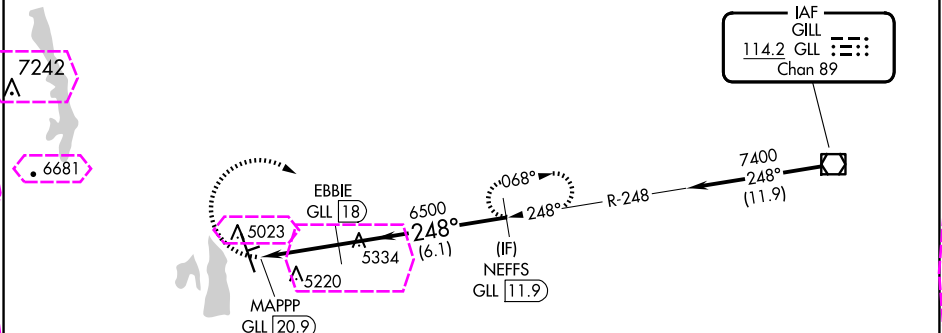 IAF
GILL
114.2 GLL
Chan 89
7242
6681
7400
248°
(11.9)
R-248
068°
248°
EBBIE
GLL 18
6500
248°
(6.1)
5023
5334
5220
(IF)
NEFFS
GLL 11.9
MAPPP
GLL 20.9